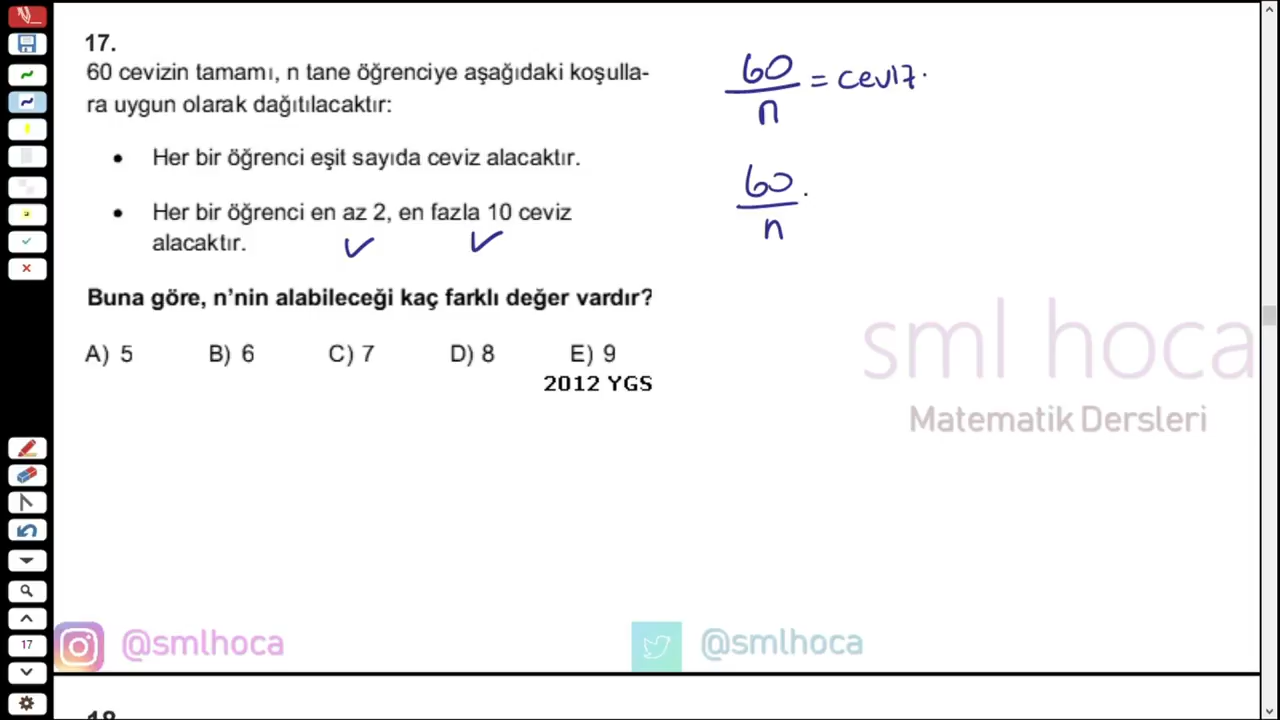 17.
60 cevizin tamamı, n tane öğrenciye aşağıdaki koşulla-
ra uygun olarak dağıtılacaktır:
• Her bir öğrenci eşit sayıda ceviz alacaktır.
• Her bir öğrenci en az 2, en fazla 10 ceviz
alacaktır.
Buna göre, n'nin alabileceği kaç farklı değer vardır?
A) 5 B) 6 C) 7 D) 8 E) 9
2012 YGS
60
n
= ceviz
60
n
sml hoca
Matematik Dersleri
@smlhoca
@smlhoca
17